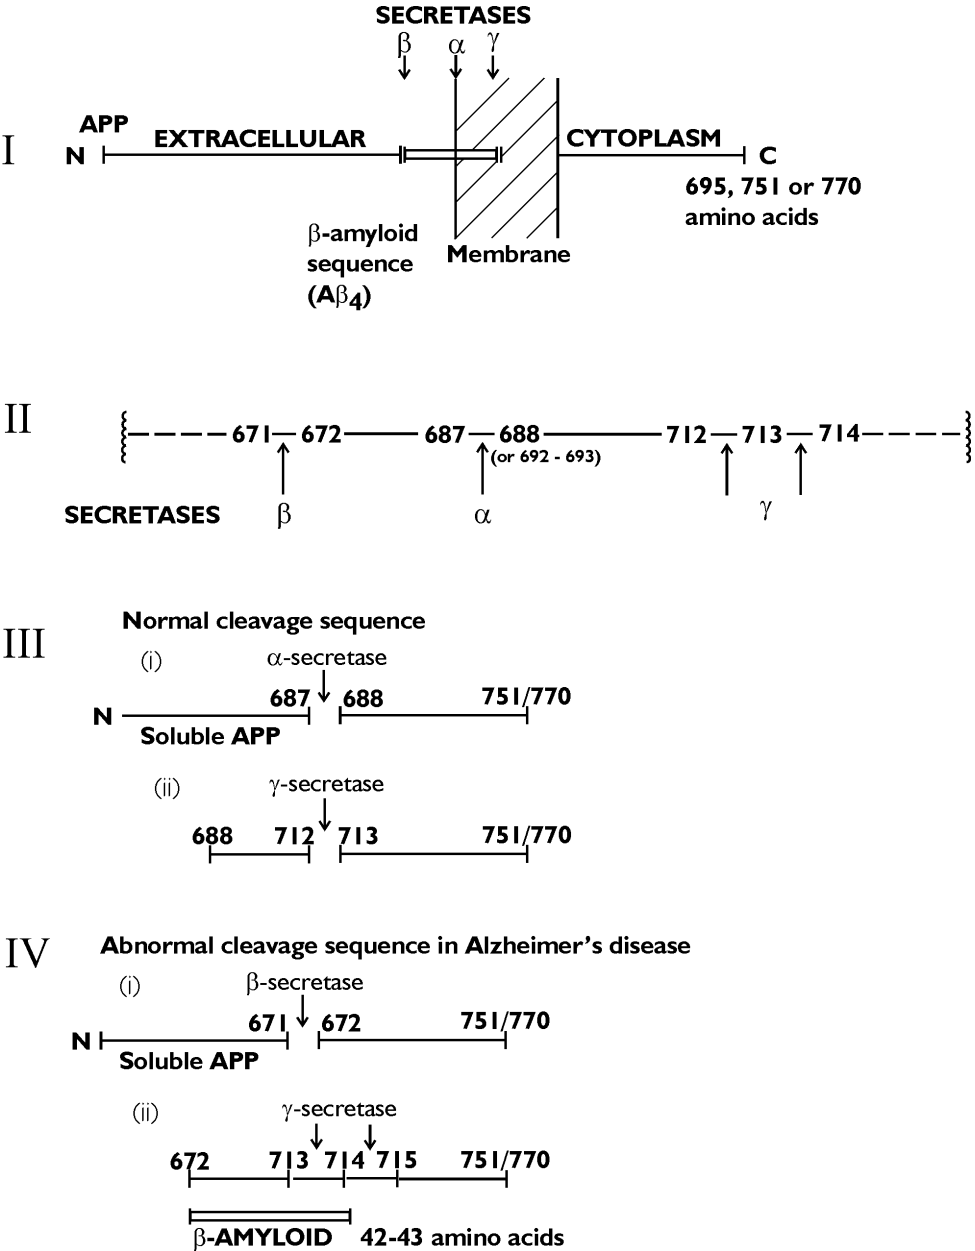 SECRETASES
β α γ
I
APP
N EXTRACELLULAR CYTOPLASM C
695, 751 or 770
amino acids
β-amyloid
sequence
(Aβ4)
Membrane
II
671 672 687 688 712 713 714
(or 692 - 693)
SECRETASES β α γ
III
Normal cleavage sequence
(i) α-secretase
N 687 688 751/770
Soluble APP
(ii) γ-secretase
688 712 713 751/770
IV
Abnormal cleavage sequence in Alzheimer's disease
(i) β-secretase
N 671 672 751/770
Soluble APP
(ii) γ-secretase
672 713 714 715 751/770
β-AMYLOID 42-43 amino acids